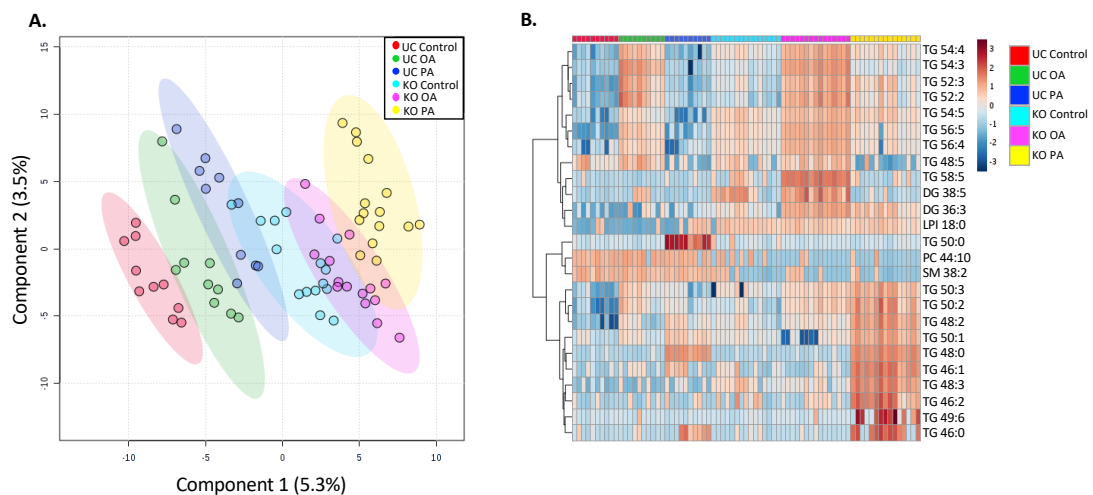 A.
15
10
5
0
-5
-10
-10
-5
0
5
10
Component 2 (3.5%)
Component 1 (5.3%)
UC Control
UC OA
UC PA
KO Control
KO OA
KO PA
B.
TG 54:4
TG 54:3
TG 52:3
TG 52:2
TG 54:5
TG 56:5
TG 56:4
TG 48:5
TG 58:5
DG 38:5
DG 36:3
LPI 18:0
TG 50:0
PC 44:10
SM 38:2
TG 50:3
TG 50:2
TG 48:2
TG 50:1
TG 48:0
TG 46:1
TG 48:3
TG 46:2
TG 49:6
TG 46:0
3
2
1
0
-1
-2
-3
UC Control
UC OA
UC PA
KO Control
KO OA
KO PA